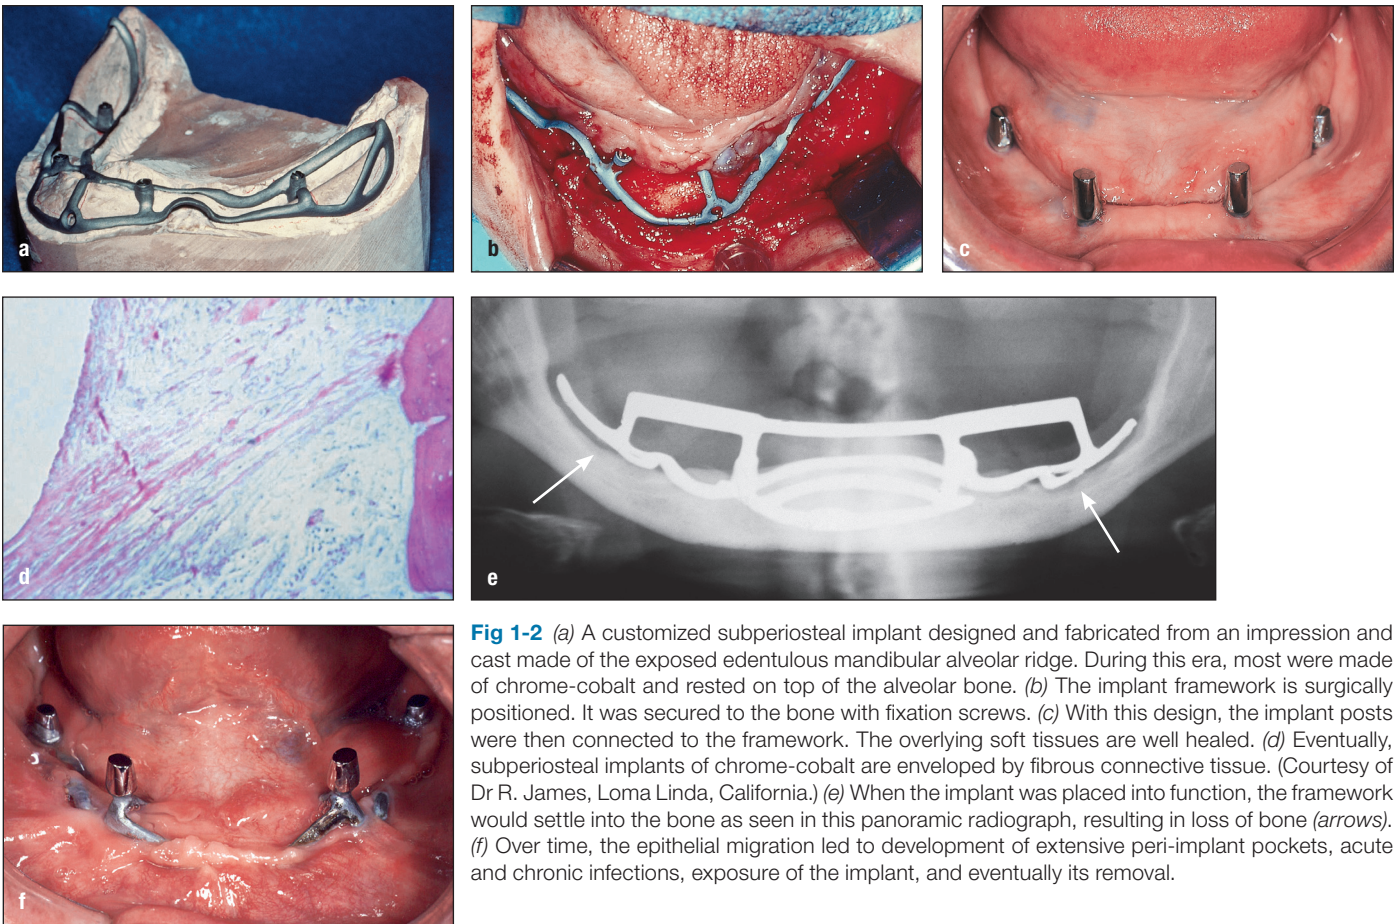 a
b
c
d
e
f
Fig 1-2 (a) A customized subperiosteal implant designed and fabricated from an impression and
cast made of the exposed edentulous mandibular alveolar ridge. During this era, most were made
of chrome-cobalt and rested on top of the alveolar bone. (b) The implant framework is surgically
positioned. It was secured to the bone with fixation screws. (c) With this design, the implant posts
were then connected to the framework. The overlying soft tissues are well healed. (d) Eventually,
subperiosteal implants of chrome-cobalt are enveloped by fibrous connective tissue. (Courtesy of
Dr R. James, Loma Linda, California.) (e) When the implant was placed into function, the framework
would settle into the bone as seen in this panoramic radiograph, resulting in loss of bone (arrows).
(f) Over time, the epithelial migration led to development of extensive peri-implant pockets, acute
and chronic infections, exposure of the implant, and eventually its removal.